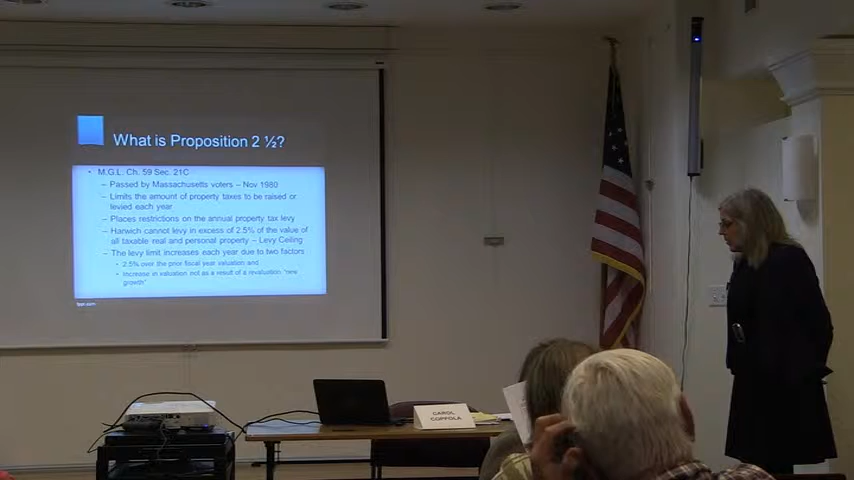 What is Proposition 2 ½?
• M.G.L. Ch. 59 Sec. 21C
– Passed by Massachusetts voters – Nov 1980
– Limits the amount of property taxes to be raised or
levied each year
– Places restrictions on the annual property tax levy
– Harwich cannot levy in excess of 2.5% of the value of
all taxable real and personal property – Levy Ceiling
– The levy limit increases each year due to two factors
• 2.5% over the prior fiscal year valuation and
• Increase in valuation not as a result of a revaluation "new
growth"
CAROL
COPPOLA